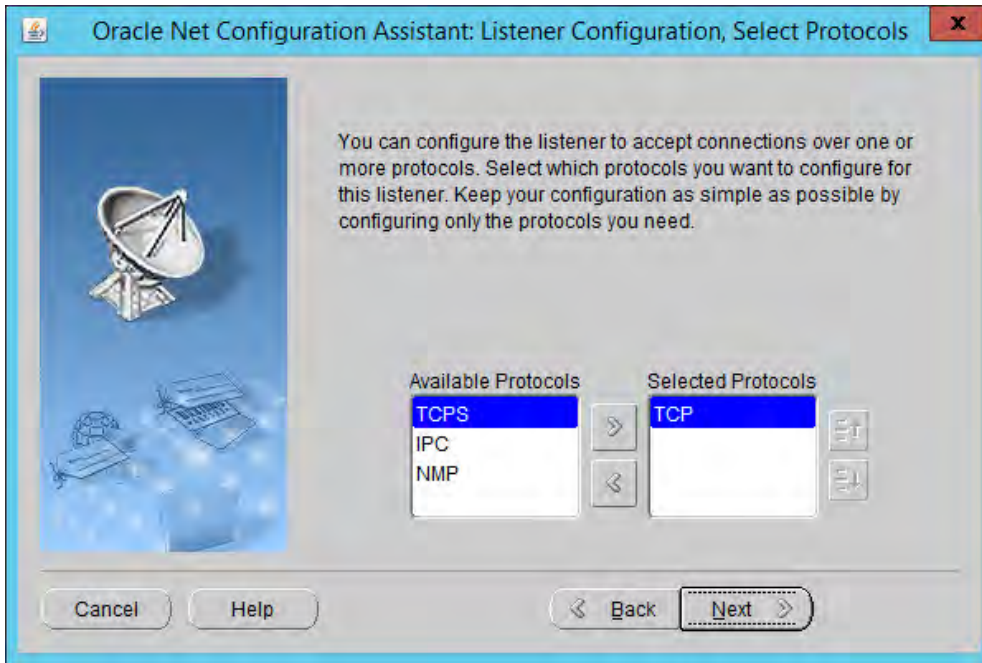 Oracle Net Configuration Assistant: Listener Configuration, Select Protocols
x
You can configure the listener to accept connections over one or
more protocols. Select which protocols you want to configure for
this listener. Keep your configuration as simple as possible by
configuring only the protocols you need.
Available Protocols
TCPS
IPC
NMP
Selected Protocols
TCP
Cancel
Help
Back
Next